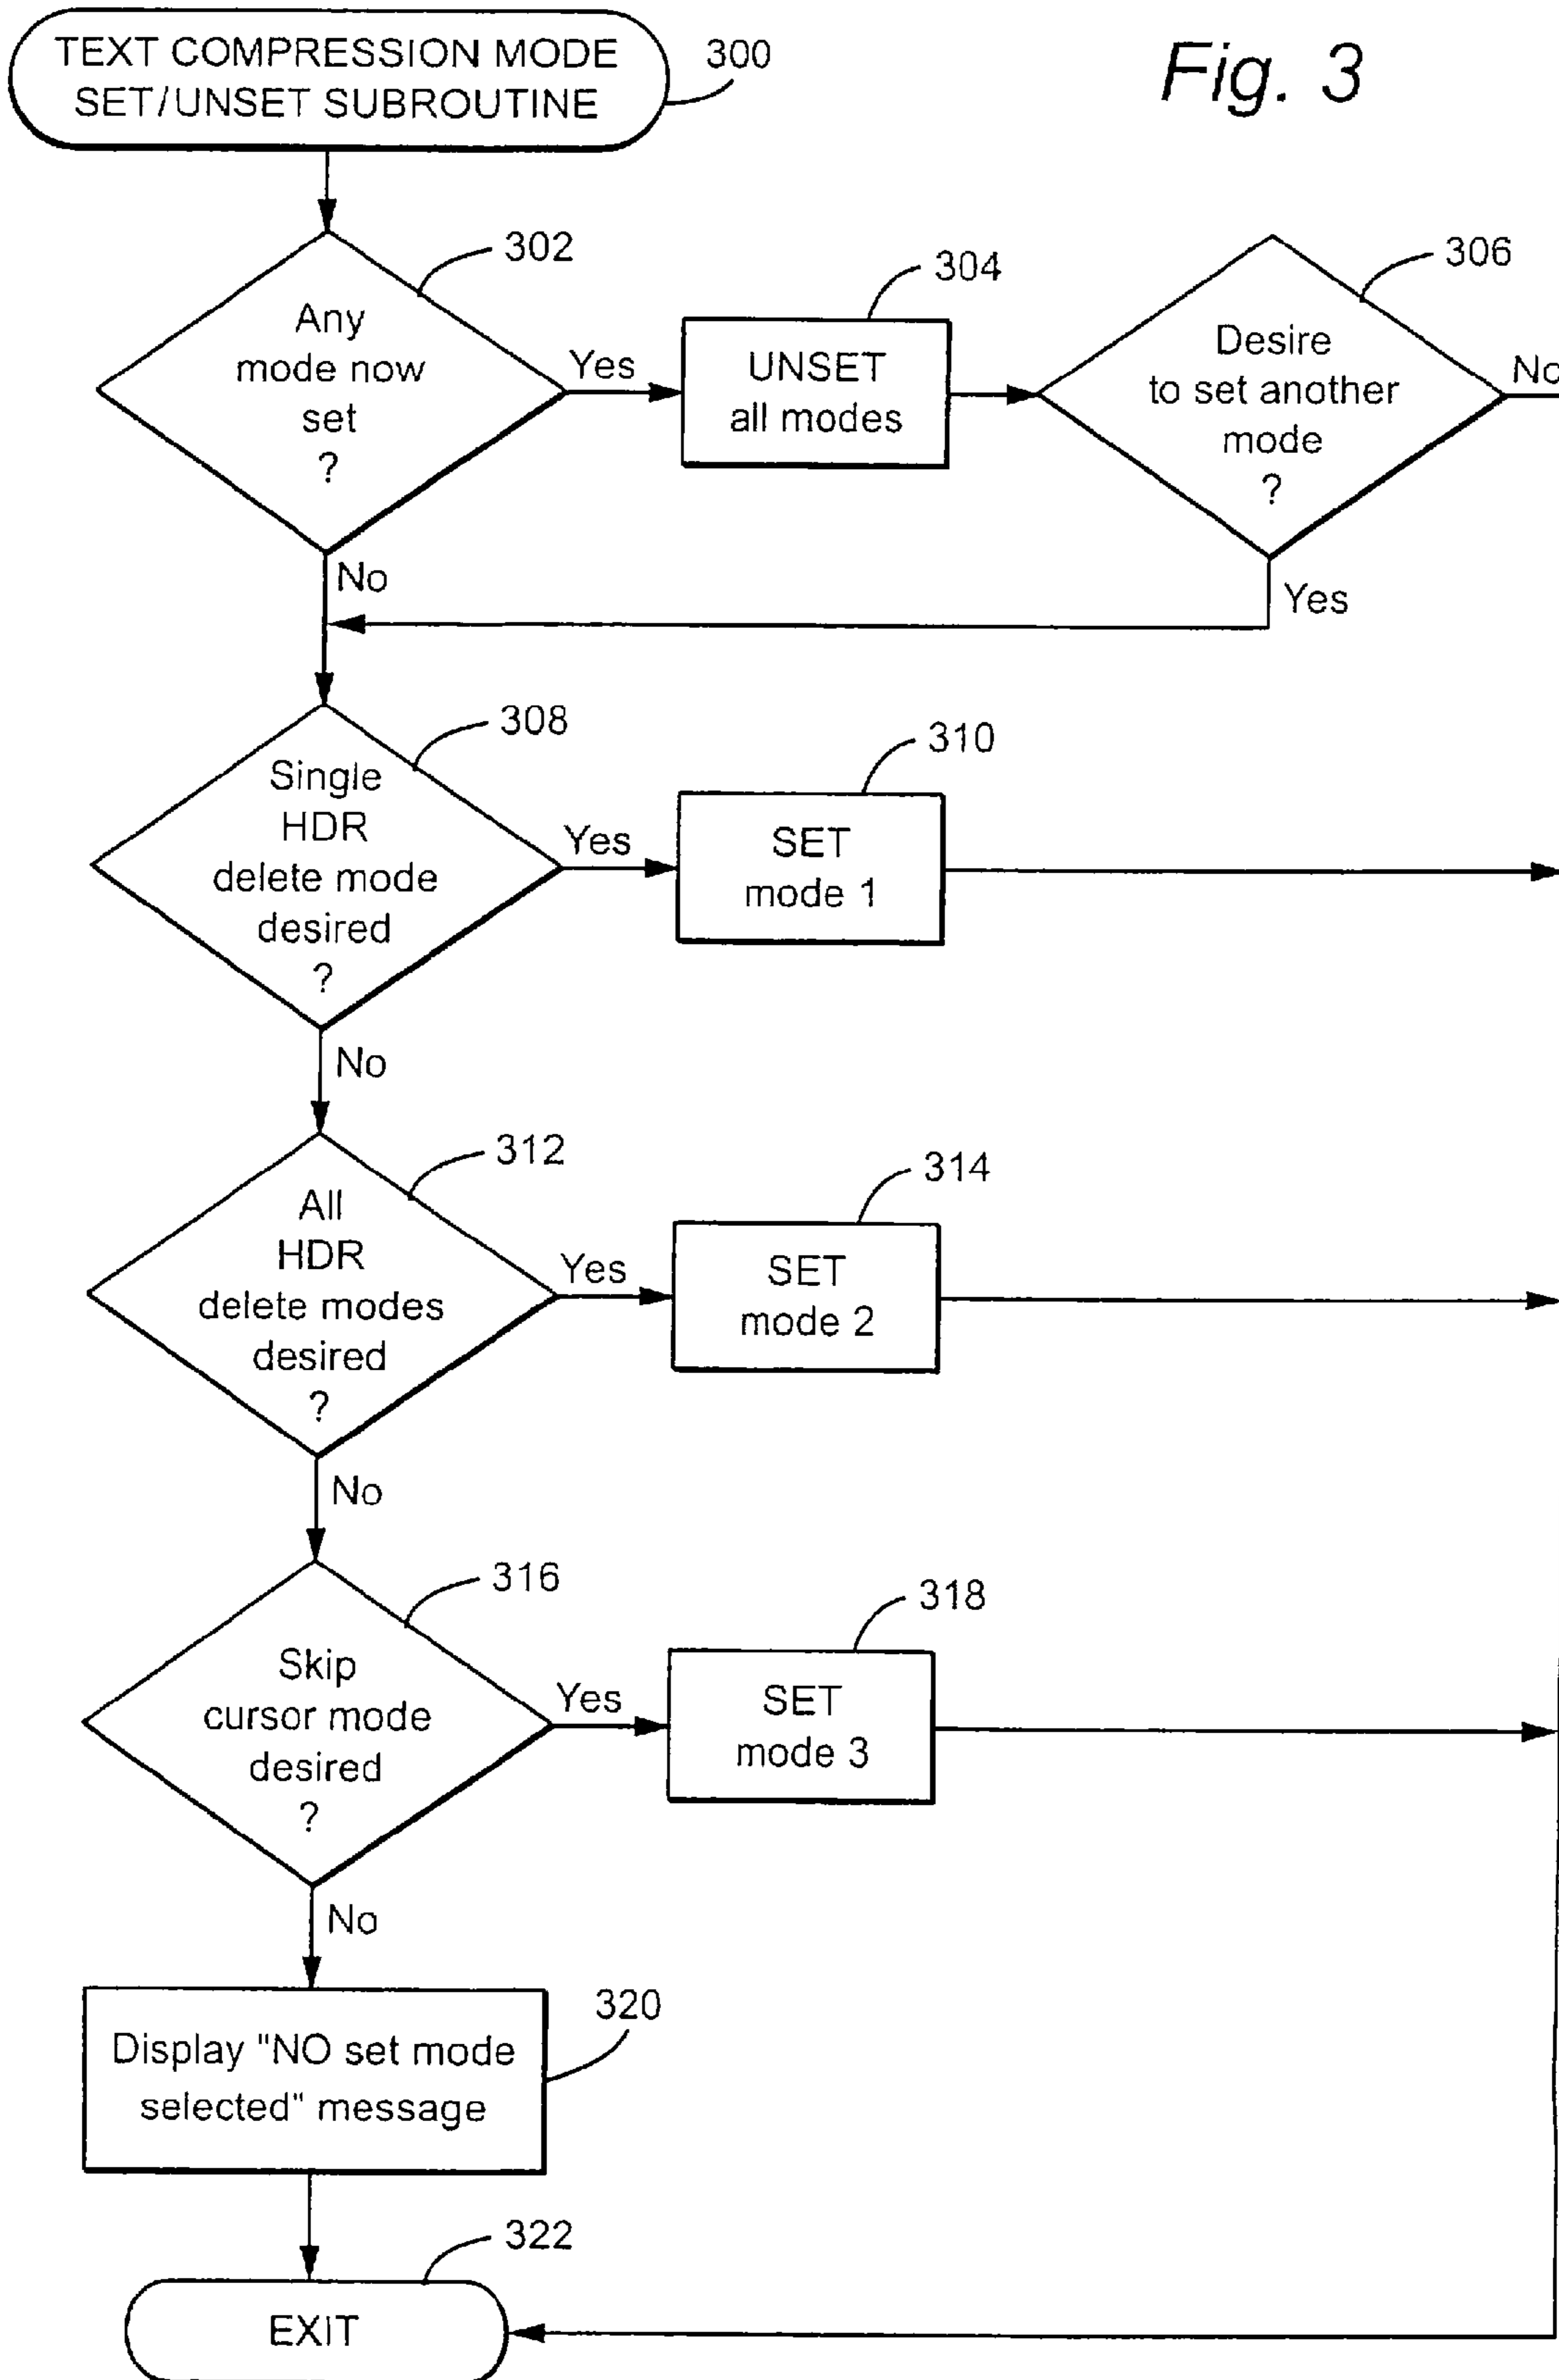 TEXT COMPRESSION MODE
SET/UNSET SUBROUTINE
300
Fig. 3
302
Any
mode now
set
?
Yes
No
304
UNSET
all modes
306
Desire
to set another
mode
?
No
Yes
308
Single
HDR
delete mode
desired
?
Yes
No
310
SET
mode 1
312
All
HDR
delete modes
desired
?
Yes
No
314
SET
mode 2
316
Skip
cursor mode
desired
?
Yes
No
318
SET
mode 3
320
Display "NO set mode
selected" message
322
EXIT